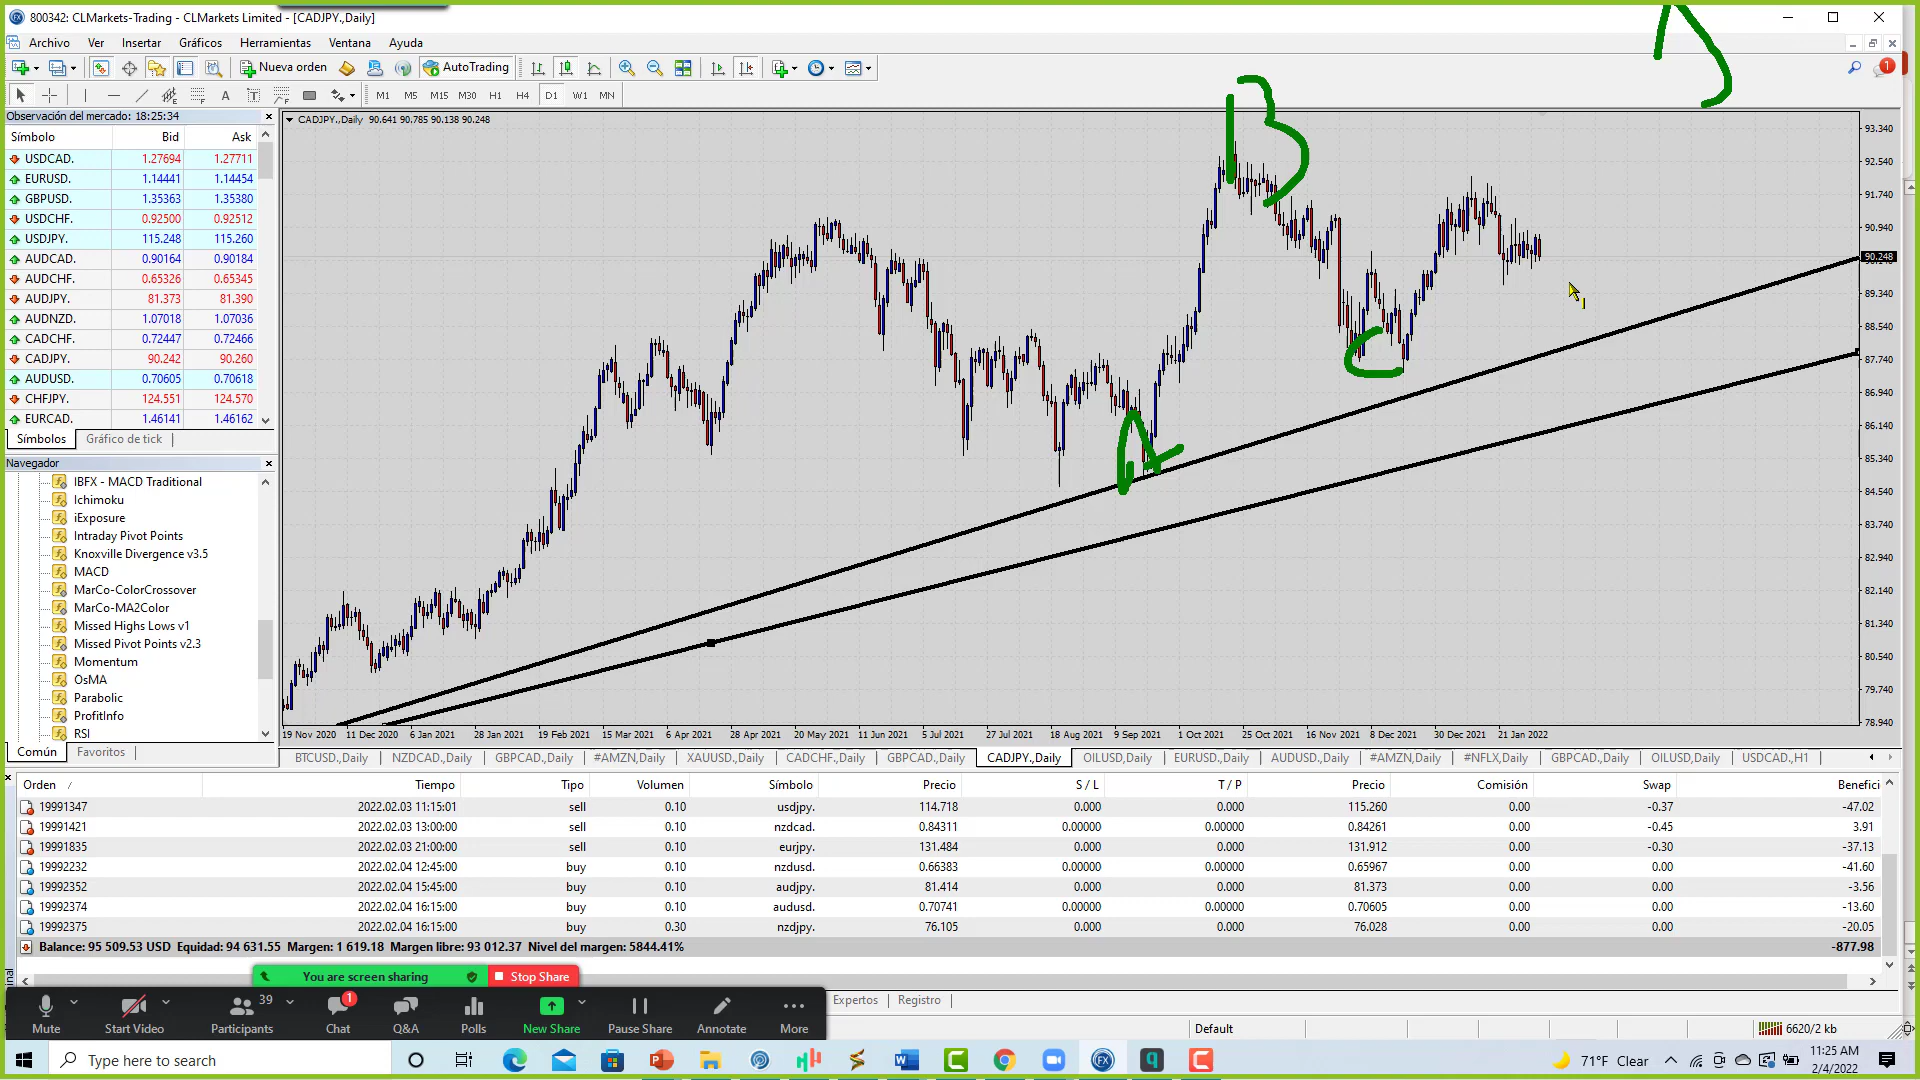 800342: CLMarkets-Trading - CLMarkets Limited - [CADJPY.,Daily]
Archivo Ver Insertar Gráficos Herramientas Ventana Ayuda
Nueva orden AutoTrading 1
A T M1 M5 M15 M30 H1 H4 D1 W1 MN
Observación del mercado: 18:25:34
Símbolo Bid Ask
USDCAD. 1.27694 1.27711
EURUSD. 1.14441 1.14454
GBPUSD. 1.35363 1.35380
USDCHF. 0.92500 0.92512
USDJPY. 115.248 115.260
AUDCAD. 0.90164 0.90184
AUDCHF. 0.65326 0.65345
AUDJPY. 81.373 81.390
AUDNZD. 1.07018 1.07036
CADCHF. 0.72447 0.72466
CADJPY. 90.242 90.260
AUDUSD. 0.70605 0.70618
CHFJPY. 124.551 124.570
EURCAD. 1.46141 1.46162
Símbolos Gráfico de tick
Navegador
IBFX - MACD Traditional
Ichimoku
iExposure
Intraday Pivot Points
Knoxville Divergence v3.5
MACD
MarCo-ColorCrossover
MarCo-MA2Color
Missed Highs Lows v1
Missed Pivot Points v2.3
Momentum
OsMA
Parabolic
ProfitInfo
RSI
Común Favoritos
CADJPY.,Daily 90.641 90.785 90.138 90.248
B
A
C
93.340
92.540
91.740
90.940
90.248
89.340
88.540
87.740
86.940
86.140
85.340
84.540
83.740
82.940
82.140
81.340
80.540
79.740
78.940
19 Nov 2020 11 Dec 2020 6 Jan 2021 28 Jan 2021 19 Feb 2021 15 Mar 2021 6 Apr 2021 28 Apr 2021 20 May 2021 11 Jun 2021 5 Jul 2021 27 Jul 2021 18 Aug 2021 9 Sep 2021 1 Oct 2021 25 Oct 2021 16 Nov 2021 8 Dec 2021 30 Dec 2021 21 Jan 2022
BTCUSD.,Daily NZDCAD.,Daily GBPCAD.,Daily #AMZN,Daily XAUUSD.,Daily CADCHF.,Daily GBPCAD.,Daily CADJPY.,Daily OILUSD.,Daily EURUSD.,Daily AUDUSD.,Daily #AMZN,Daily #NFLX,Daily GBPCAD.,Daily OILUSD.,Daily USDCAD.,H1
Orden / Tiempo Tipo Volumen Símbolo Precio S / L T / P Precio Comisión Swap Benefici
19991347 2022.02.03 11:15:01 sell 0.10 usdjpy. 114.718 0.000 0.000 115.260 0.00 -0.37 -47.02
19991421 2022.02.03 13:00:00 sell 0.10 nzdcad. 0.84311 0.00000 0.00000 0.84261 0.00 -0.45 3.91
19991835 2022.02.03 21:00:00 sell 0.10 eurjpy. 131.484 0.000 0.000 131.912 0.00 -0.30 -37.13
19992232 2022.02.04 12:45:00 buy 0.10 nzdusd. 0.66383 0.00000 0.00000 0.65967 0.00 0.00 -41.60
19992352 2022.02.04 15:45:00 buy 0.10 audjpy. 81.414 0.000 0.000 81.373 0.00 0.00 -3.56
19992374 2022.02.04 16:15:00 buy 0.10 audusd. 0.70741 0.00000 0.00000 0.70605 0.00 0.00 -13.60
19992375 2022.02.04 16:15:00 buy 0.30 nzdjpy. 76.105 0.000 0.000 76.028 0.00 0.00 -20.05
Balance: 95 509.53 USD Equidad: 94 631.55 Margen: 1 619.18 Margen libre: 93 012.37 Nivel del margen: 5844.41% -877.98
You are screen sharing Stop Share
39 1
Mute Start Video Participants Chat Q&A Polls New Share Pause Share Annotate More
Expertos Registro
Default 6620/2 kb
Type here to search
71°F Clear
11:25 AM
2/4/2022